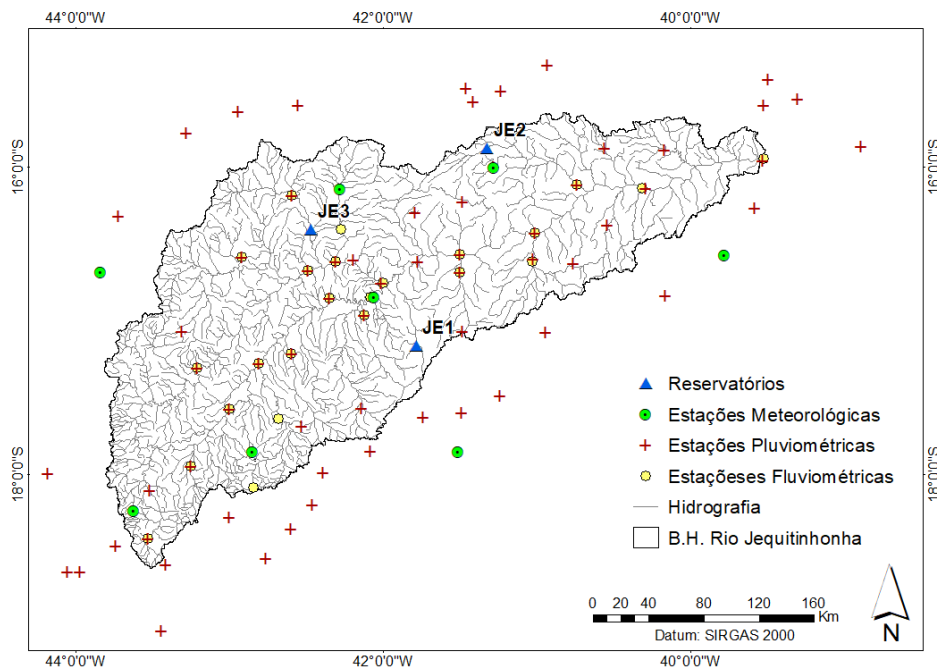 44°0'0"W 42°0'0"W 40°0'0"W
16°0'0"S 16°0'0"S
JE2
JE3
JE1
Reservatórios
Estações Meteorológicas
Estações Pluviométricas
Estaçõeses Fluviométricas
Hidrografia
B.H. Rio Jequitinhonha
18°0'0"S 18°0'0"S
0 20 40 80 120 160
Km
Datum: SIRGAS 2000
N
44°0'0"W 42°0'0"W 40°0'0"W